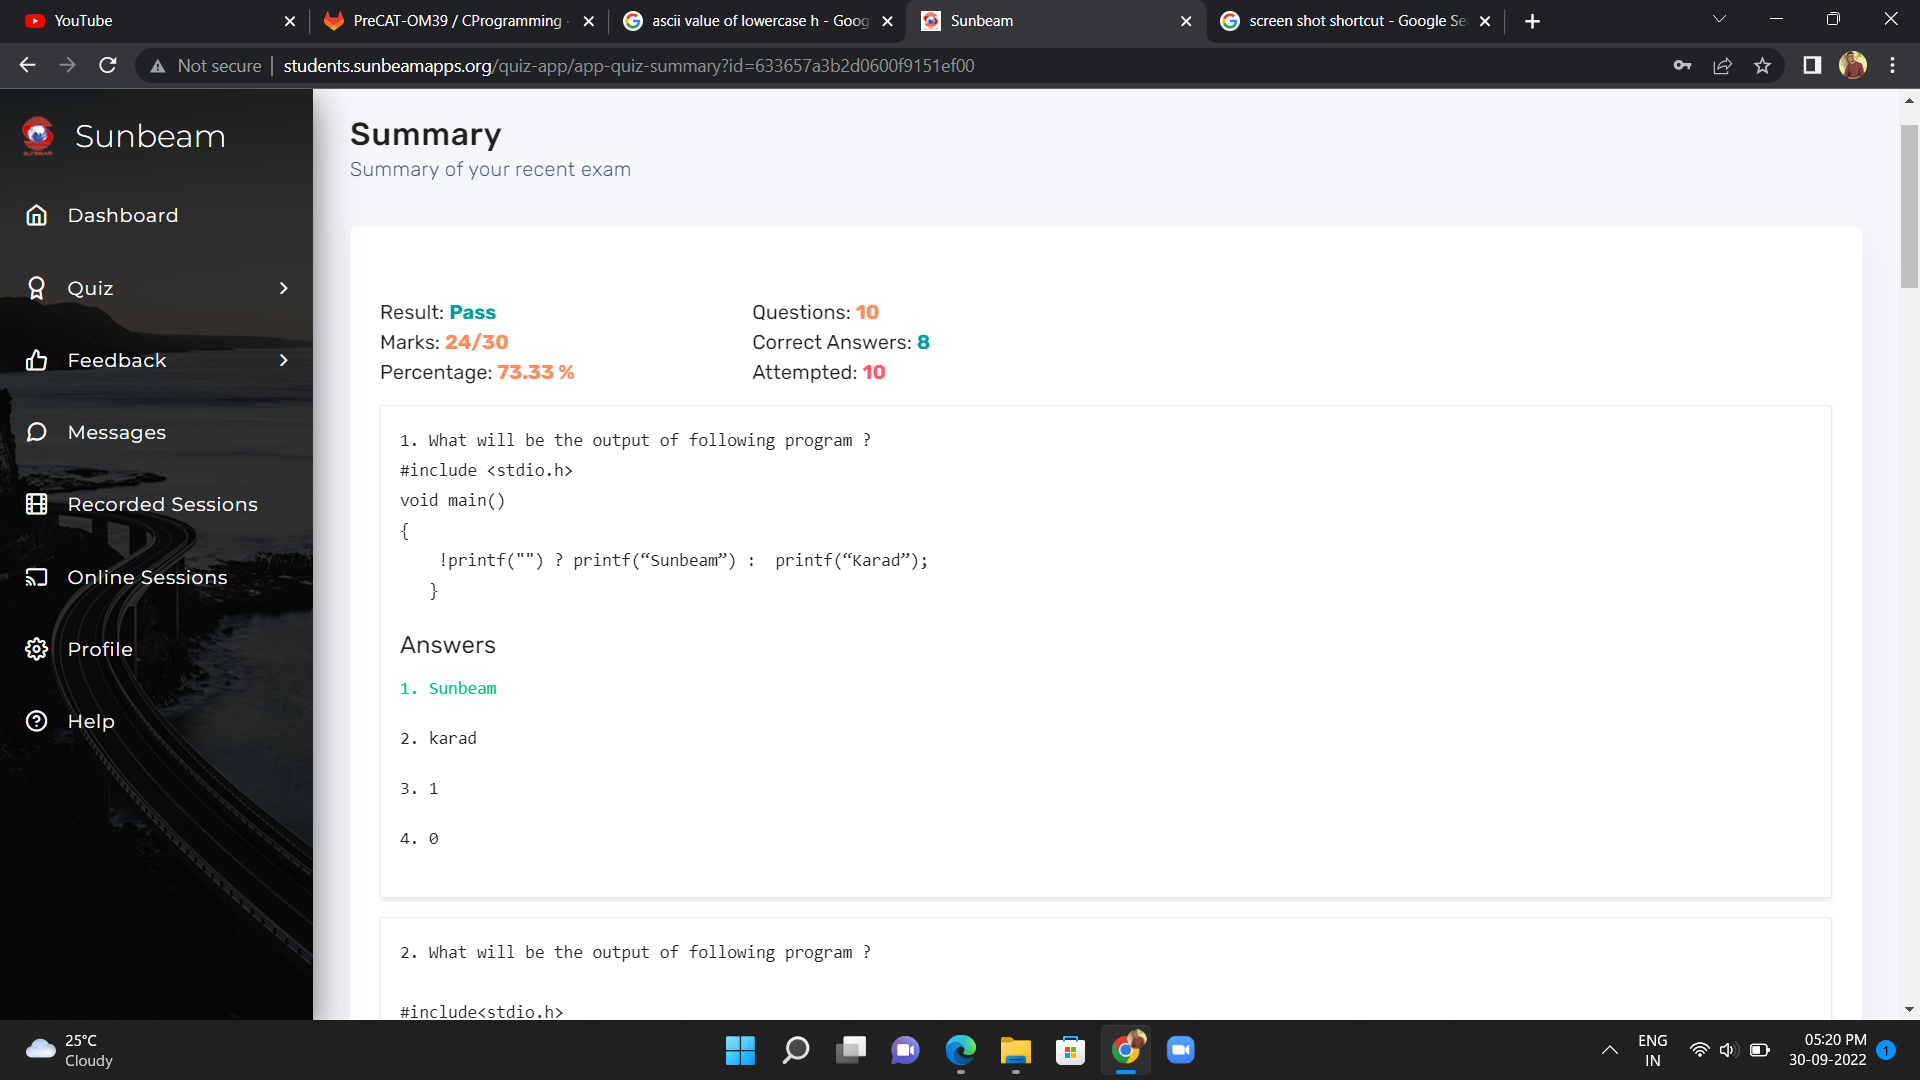 YouTube
PreCAT-OM39 / CProgramming
ascii value of lowercase h - Goog
Sunbeam
screen shot shortcut - Google Se
Not secure
students.sunbeamapps.org/quiz-app/app-quiz-summary?id=633657a3b2d0600f9151ef00
Sunbeam
Dashboard
Quiz
Feedback
Messages
Recorded Sessions
Online Sessions
Profile
Help
Summary
Summary of your recent exam
Result: Pass
Marks: 24/30
Percentage: 73.33 %
Questions: 10
Correct Answers: 8
Attempted: 10
1. What will be the output of following program ?
#include <stdio.h>
void main()
{
!printf("") ? printf(“Sunbeam”) :  printf(“Karad”);
}
Answers
1. Sunbeam
2. karad
3. 1
4. 0
2. What will be the output of following program ?
#include<stdio.h>
25°C
Cloudy
ENG
IN
05:20 PM
30-09-2022
1